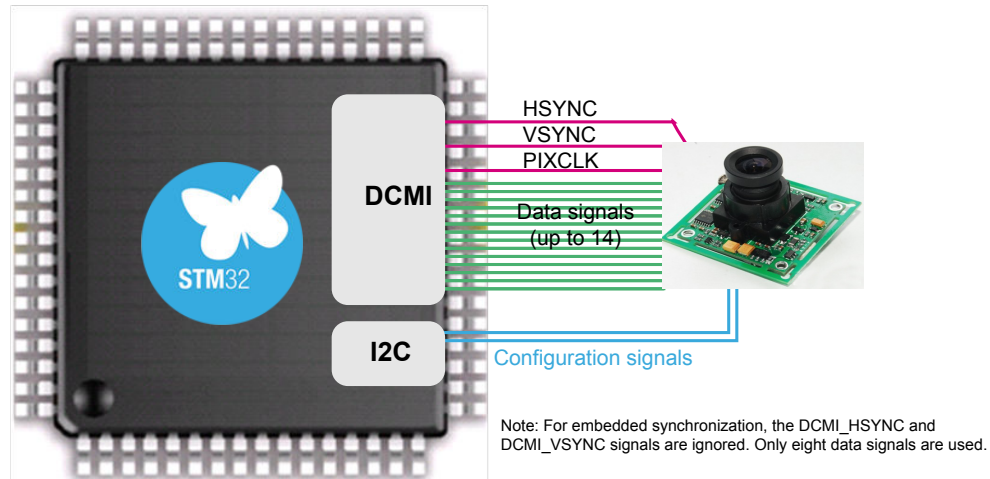 HSYNC
VSYNC
PIXCLK
DCMI
Data signals
(up to 14)
STM32
I2C
Configuration signals
Note: For embedded synchronization, the DCMI_HSYNC and
DCMI_VSYNC signals are ignored. Only eight data signals are used.